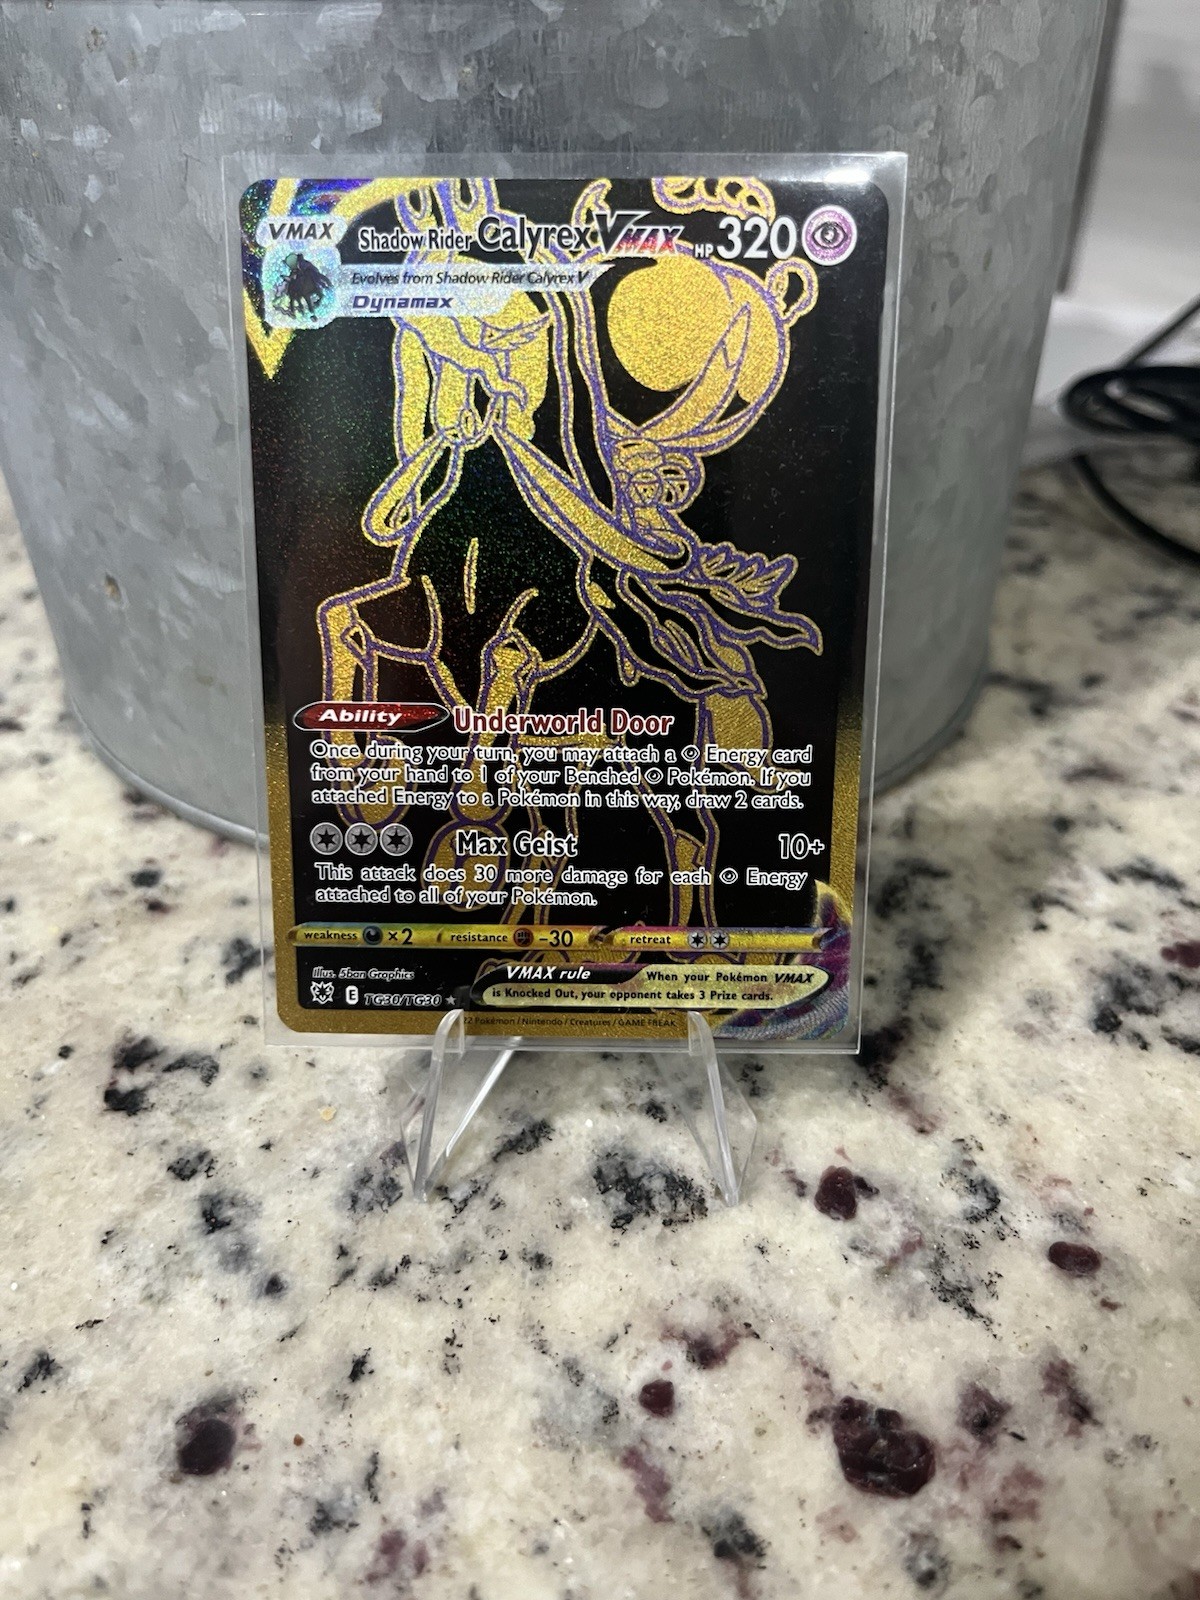 VMAX Shadow Rider Calyrex VMAX HP 320
Evolves from Shadow Rider Calyrex V
Dynamax
Ability Underworld Door
Once during your turn, you may attach a Energy card
from your hand to 1 of your Benched Pokémon. If you
attached Energy to a Pokémon in this way, draw 2 cards.
Max Geist 10+
This attack does 30 more damage for each Energy
attached to all of your Pokémon.
weakness ×2 resistance -30 retreat
Illus. 5ban Graphics
VMAX rule When your Pokémon VMAX
is Knocked Out, your opponent takes 3 Prize cards.
E TG30/TG30 ★
22 Pokémon / Nintendo / Creatures / GAME FREAK